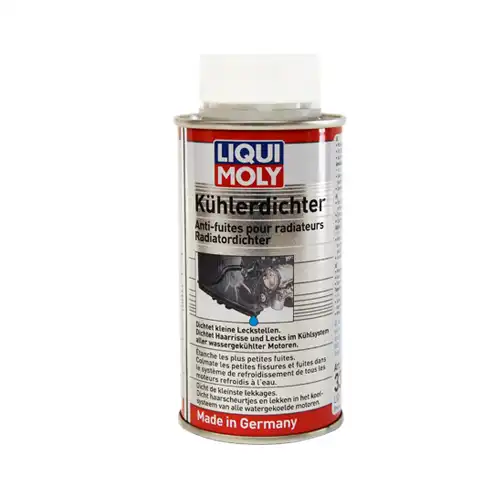 LIQUI
MOLY
Kühlerdichter
Anti-fuites pour radiateurs
Radiatordichter
Dichtet kleine Leckstellen.
Dichtet Haarrisse und Lecks im Kühlsystem
aller wassergekühlter Motoren.
Etanche les plus petites fuites.
Colmate les petites fissures et fuites dans
le système de refroidissement de tous les
moteurs refroidis à l'eau.
Dicht de kleinste lekkages.
Dicht haarscheurtjes en lekken in het koel-
systeem van alle watergekoelde motoren.
Made in Germany